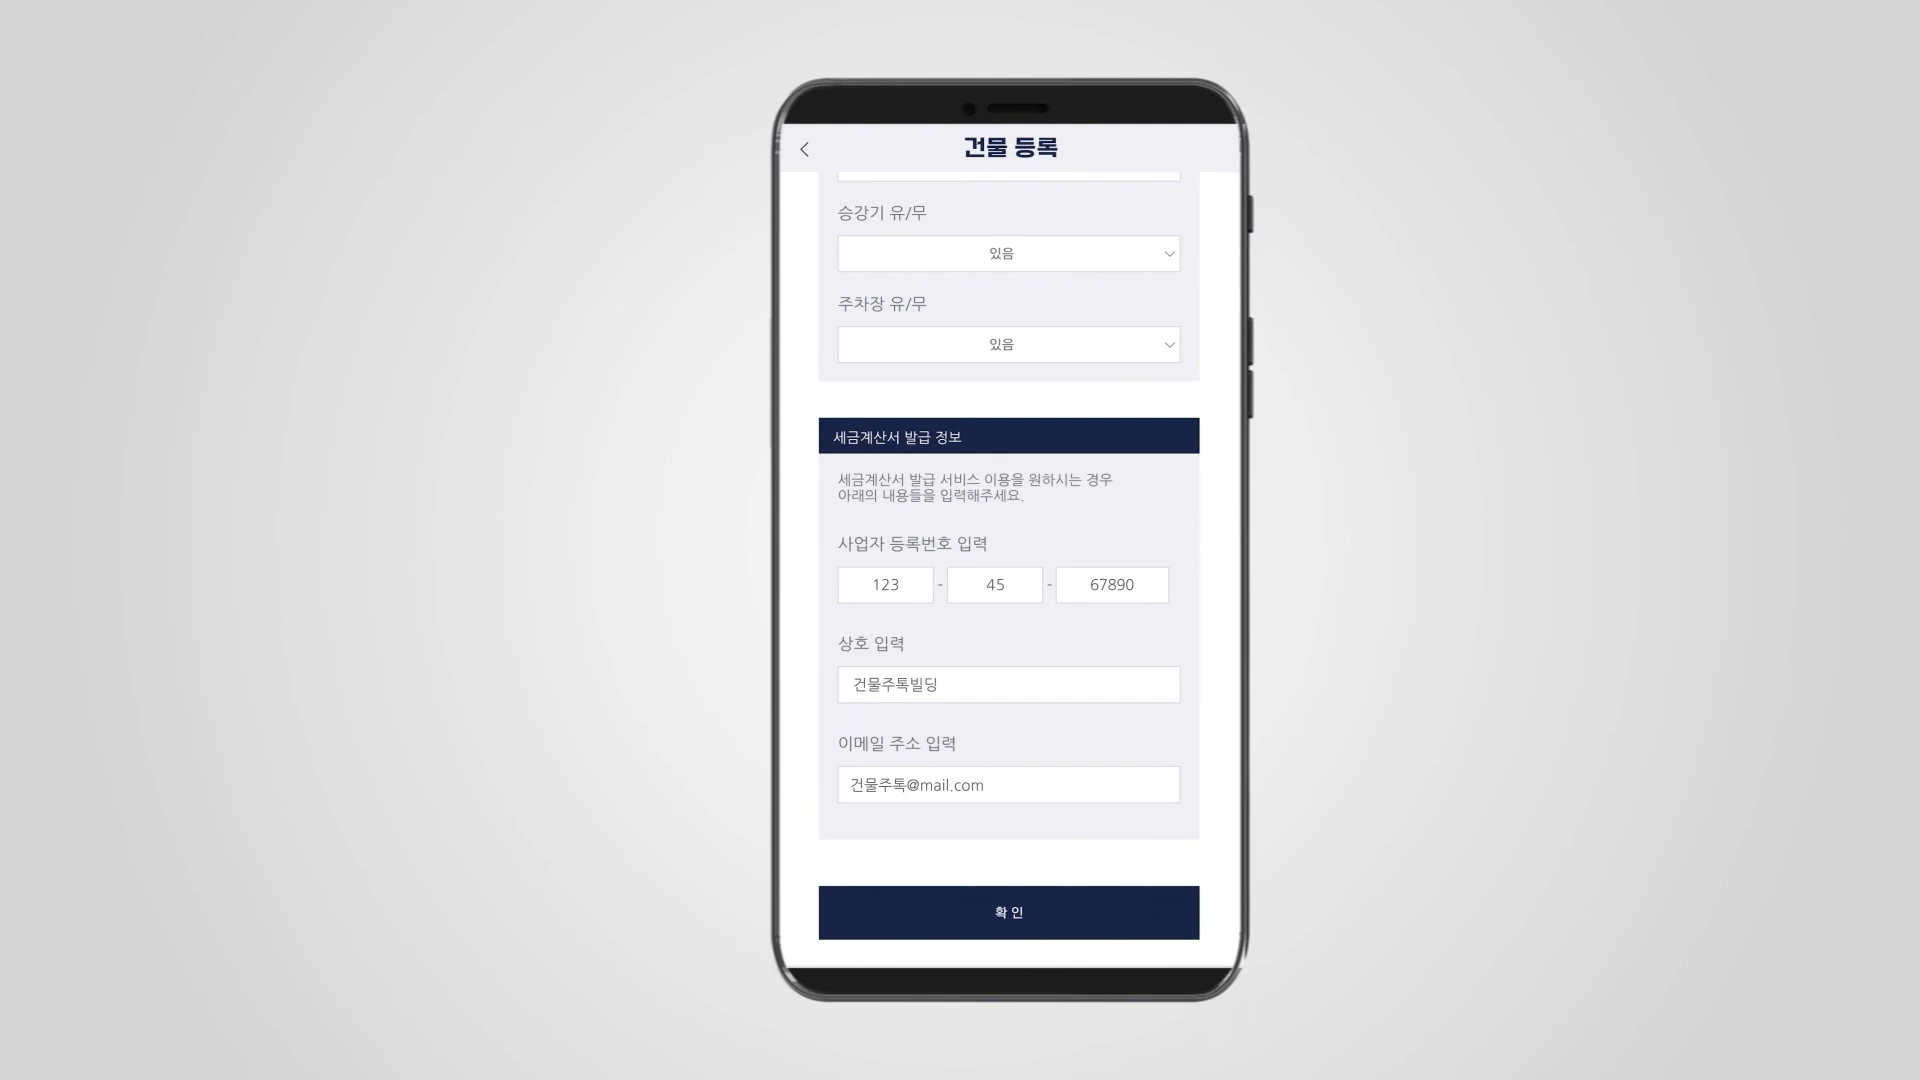 건물 등록
승강기 유/무
있음
주차장 유/무
있음
세금계산서 발급 정보
세금계산서 발급 서비스 이용을 원하시는 경우
아래의 내용들을 입력해주세요.
사업자 등록번호 입력
123 - 45 - 67890
상호 입력
건물주톡빌딩
이메일 주소 입력
건물주톡@mail.com
확 인